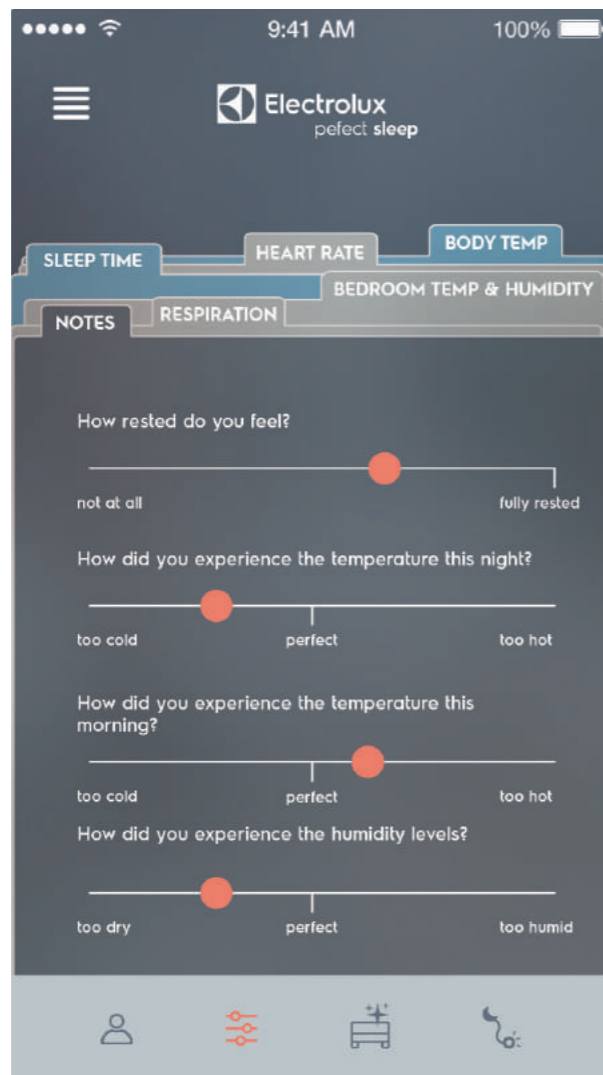 9:41 AM 100%
Electrolux
pefect sleep
SLEEP TIME HEART RATE BODY TEMP
BEDROOM TEMP & HUMIDITY
NOTES RESPIRATION
How rested do you feel?
not at all fully rested
How did you experience the temperature this night?
too cold perfect too hot
How did you experience the temperature this
morning?
too cold perfect too hot
How did you experience the humidity levels?
too dry perfect too humid